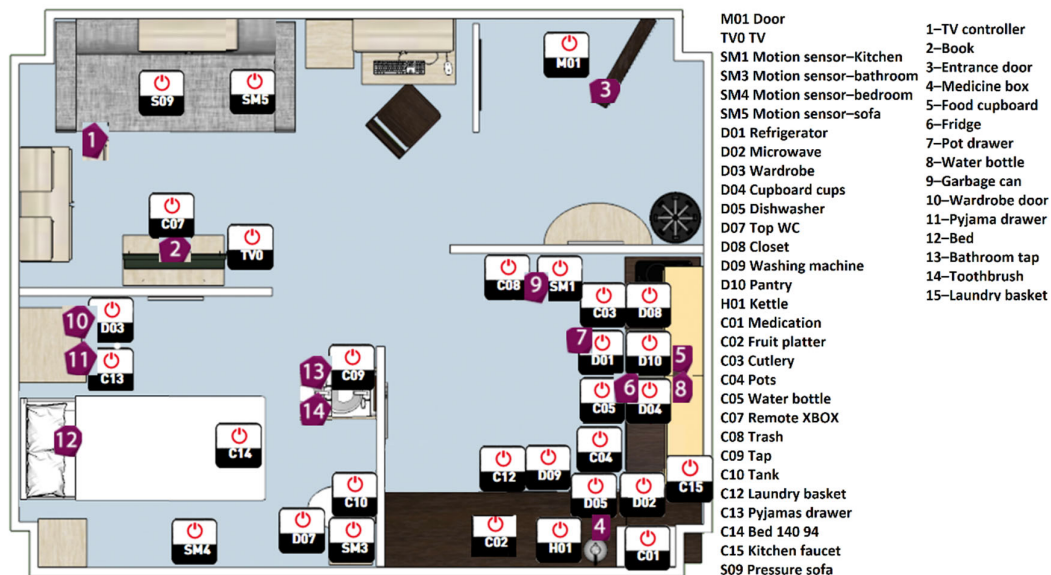 M01
S09
SM5
3
1
C07
2
TV0
C08
SM1
9
C03
D08
10
D03
7
D01
D10
5
11
C13
13
C09
6
8
14
C05
D04
12
C14
C04
C12
D09
C15
C10
D05
D02
SM4
D07
SM3
C02
H01
4
C01
M01 Door
TV0 TV
SM1 Motion sensor–Kitchen
SM3 Motion sensor–bathroom
SM4 Motion sensor–bedroom
SM5 Motion sensor–sofa
D01 Refrigerator
D02 Microwave
D03 Wardrobe
D04 Cupboard cups
D05 Dishwasher
D07 Top WC
D08 Closet
D09 Washing machine
D10 Pantry
H01 Kettle
C01 Medication
C02 Fruit platter
C03 Cutlery
C04 Pots
C05 Water bottle
C07 Remote XBOX
C08 Trash
C09 Tap
C10 Tank
C12 Laundry basket
C13 Pyjamas drawer
C14 Bed 140 94
C15 Kitchen faucet
S09 Pressure sofa
1–TV controller
2–Book
3–Entrance door
4–Medicine box
5–Food cupboard
6–Fridge
7–Pot drawer
8–Water bottle
9–Garbage can
10–Wardrobe door
11–Pyjama drawer
12–Bed
13–Bathroom tap
14–Toothbrush
15–Laundry basket